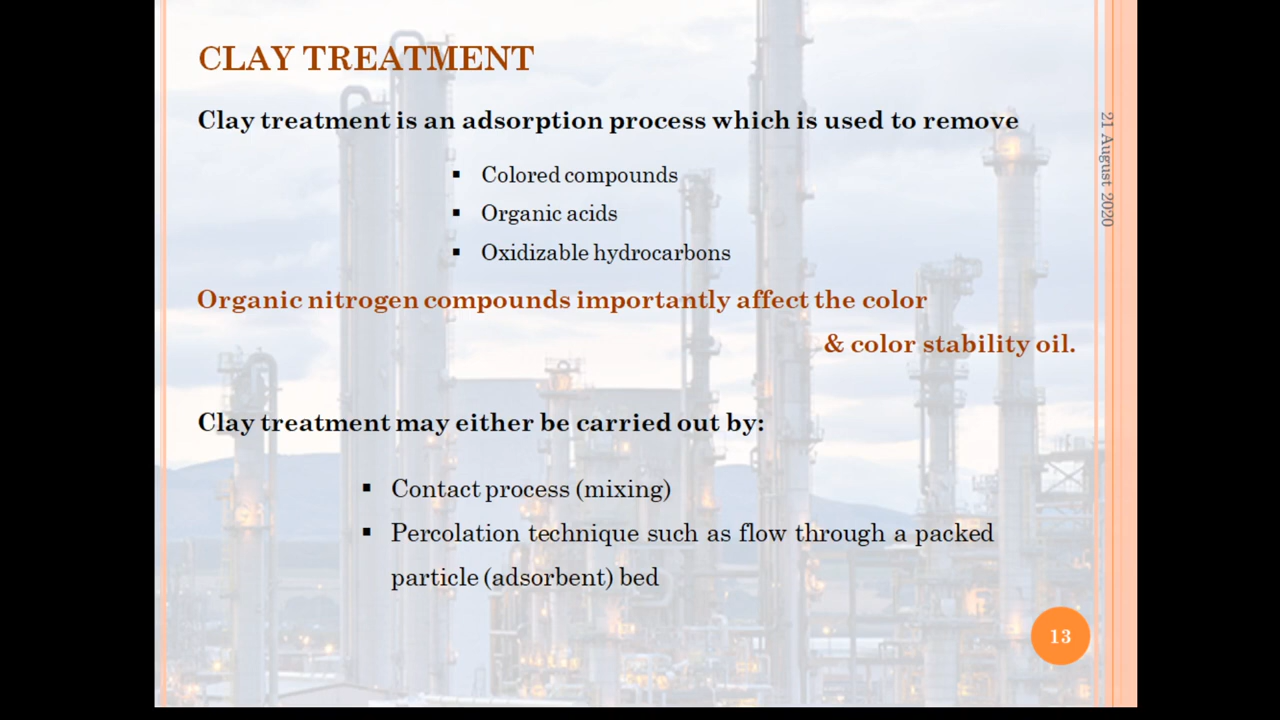 CLAY TREATMENT
Clay treatment is an adsorption process which is used to remove
▪ Colored compounds
▪ Organic acids
▪ Oxidizable hydrocarbons
Organic nitrogen compounds importantly affect the color
& color stability oil.
Clay treatment may either be carried out by:
▪ Contact process (mixing)
▪ Percolation technique such as flow through a packed
particle (adsorbent) bed
21 August 2020
13